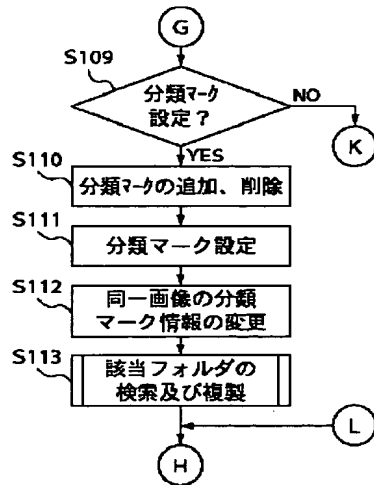 G
S109
分類マーク
設定？
NO
K
YES
S110
分類マークの追加、削除
S111
分類マーク設定
S112
同一画像の分類
マーク情報の変更
S113
該当フォルダの
検索及び複製
L
H